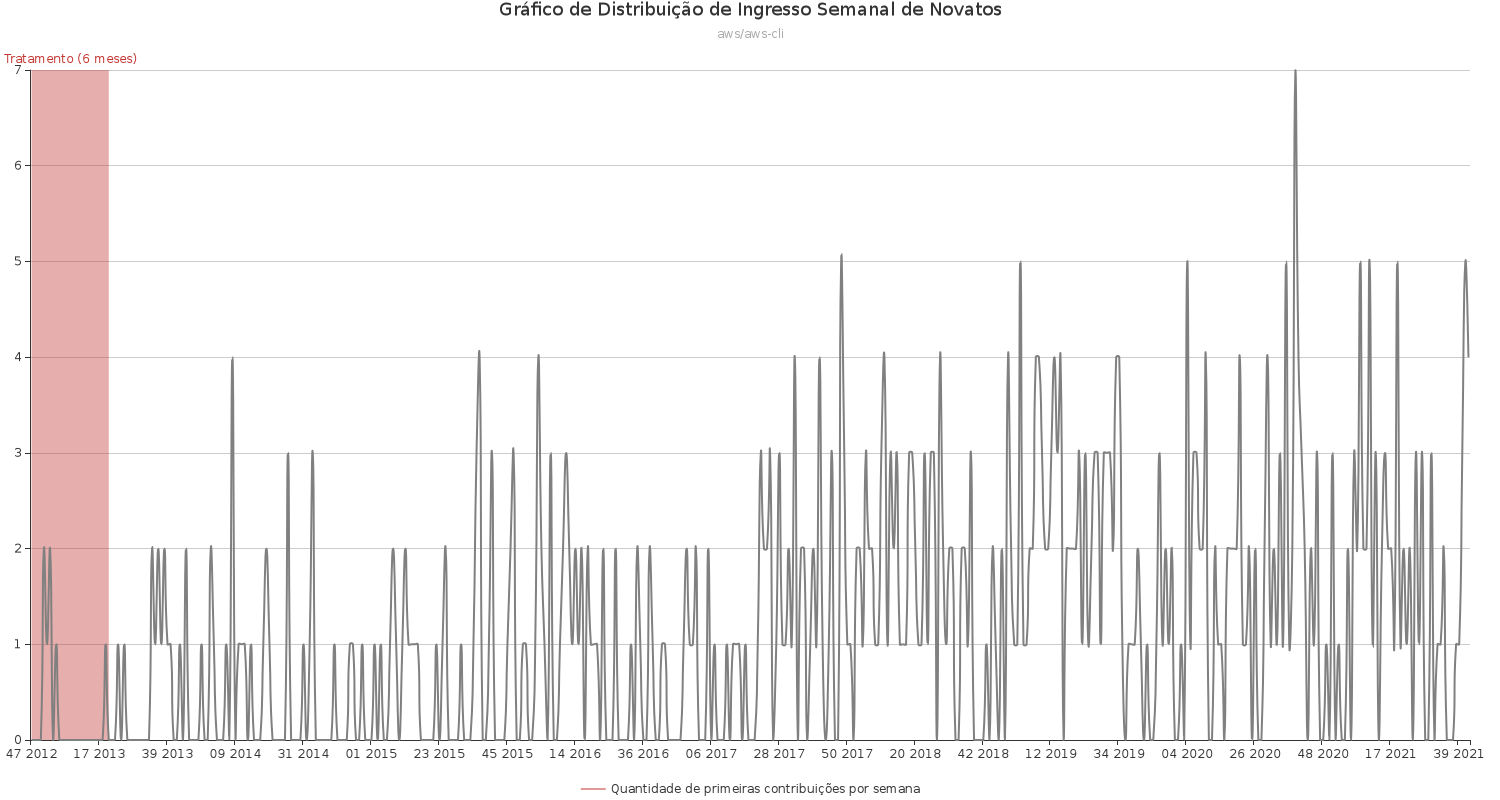 Gráfico de Distribuição de Ingresso Semanal de Novatos
aws/aws-cli
Tratamento (6 meses)
7
6
5
4
3
2
1
0
47 2012 17 2013 39 2013 09 2014 31 2014 01 2015 23 2015 45 2015 14 2016 36 2016 06 2017 28 2017 50 2017 20 2018 42 2018 12 2019 34 2019 04 2020 26 2020 48 2020 17 2021 39 2021
Quantidade de primeiras contribuições por semana